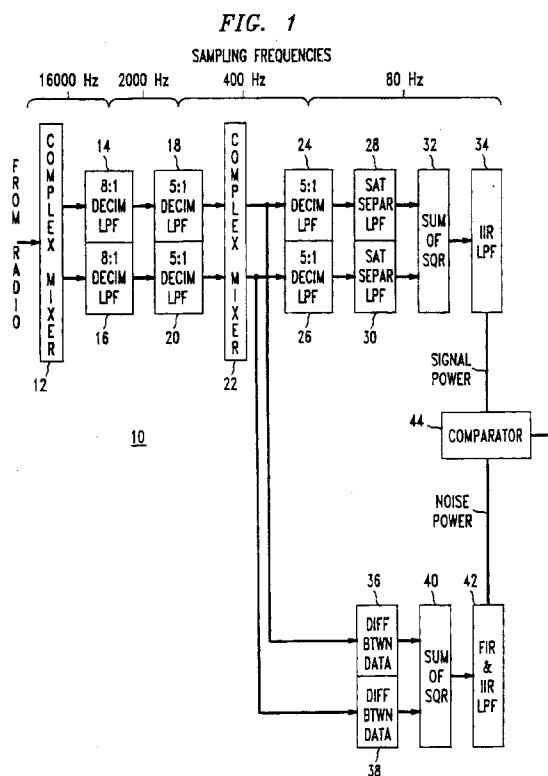 FIG. 1
SAMPLING FREQUENCIES
16000 Hz 2000 Hz 400 Hz 80 Hz
FROM RADIO
COMPLEX MIXER
12
14
8:1 DECIM LPF
8:1 DECIM LPF
16
18
5:1 DECIM LPF
5:1 DECIM LPF
20
COMPLEX MIXER
22
24
5:1 DECIM LPF
5:1 DECIM LPF
26
28
SAT SEPAR LPF
SAT SEPAR LPF
30
32
SUM OF SQR
34
IIR LPF
10
SIGNAL POWER
44
COMPARATOR
NOISE POWER
36
DIFF BTWN DATA
DIFF BTWN DATA
38
40
SUM OF SQR
42
FIR & IIR LPF